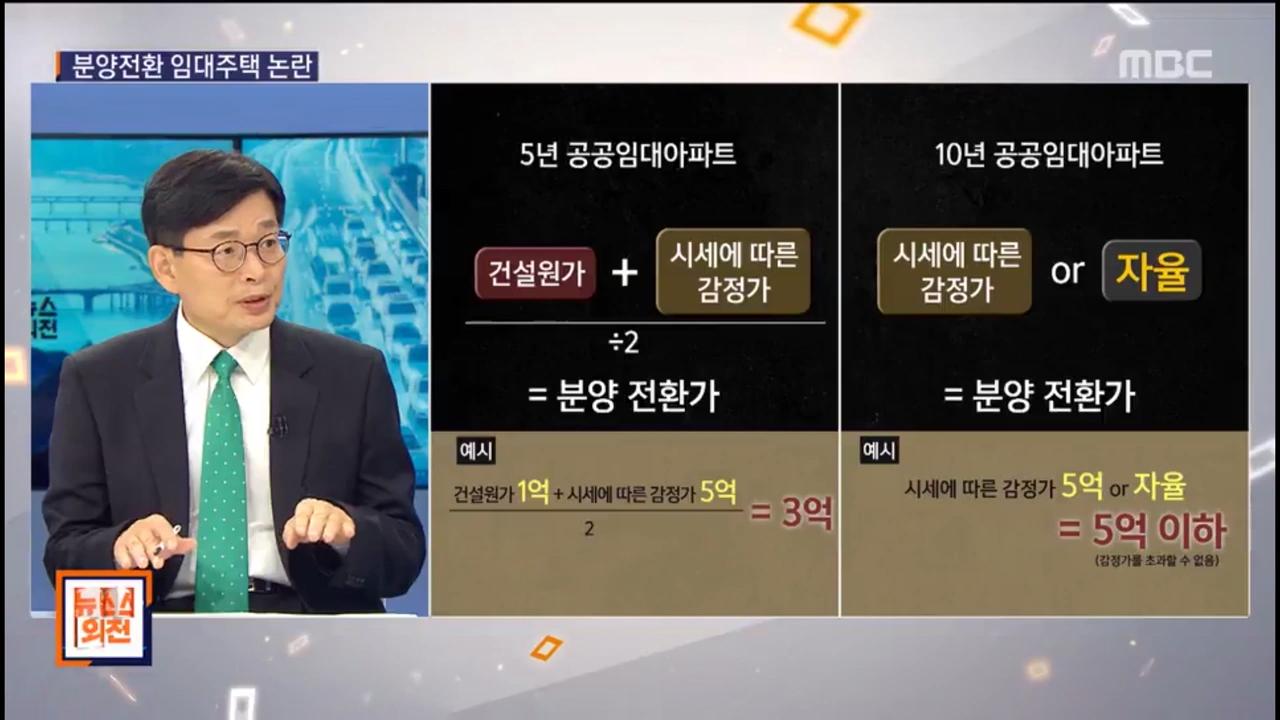 분양전환 임대주택 논란
MBC
뉴스
외전
5년 공공임대아파트
건설원가 + 시세에 따른
감정가
÷2
= 분양 전환가
예시
건설원가 1억 + 시세에 따른 감정가 5억
2
= 3억
10년 공공임대아파트
시세에 따른
감정가 or 자율
= 분양 전환가
예시
시세에 따른 감정가 5억 or 자율
= 5억 이하
(감정가를 초과할 수 없음)
뉴스
외전